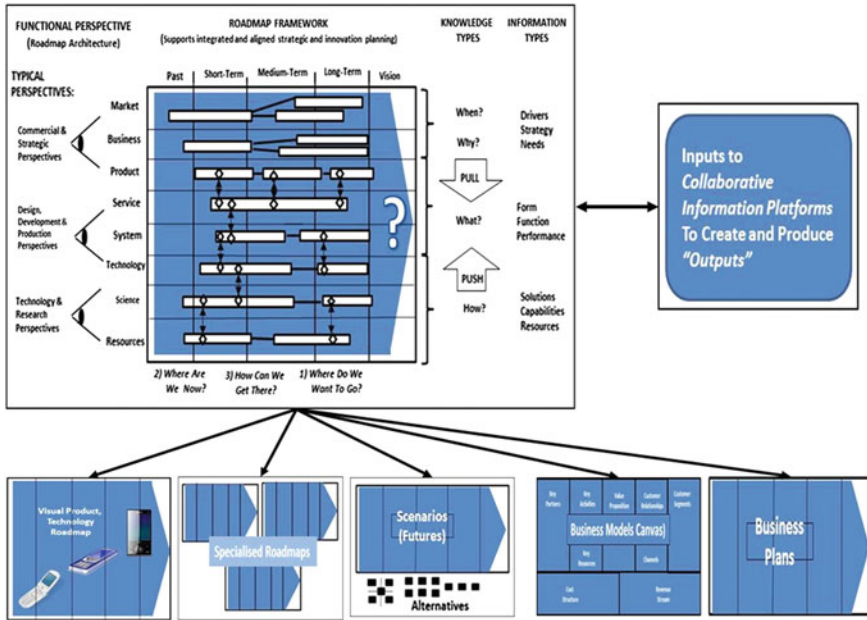 FUNCTIONAL PERSPECTIVE
(Roadmap Architecture)
ROADMAP FRAMEWORK
(Supports integrated and aligned strategic and innovation planning)
KNOWLEDGE
TYPES
INFORMATION
TYPES
Past
Short-Term
Medium-Term
Long-Term
Vision
TYPICAL
PERSPECTIVES:
Commercial &
Strategic
Perspectives
Design,
Development &
Production
Perspectives
Technology &
Research
Perspectives
Market
Business
Product
Service
System
Technology
Science
Resources
?
When?
Why?
PULL
What?
PUSH
How?
Drivers
Strategy
Needs
Form
Function
Performance
Solutions
Capabilities
Resources
2) Where Are
We Now?
3) How Can We
Get There?
1) Where Do We
Want To Go?
Inputs to
Collaborative
Information Platforms
To Create and Produce
"Outputs"
Visual Product,
Technology
Roadmap
Specialised Roadmaps
Scenarios
(Futures)
Alternatives
Key
Partners
Key
Activities
Value
Proposition
Customer
Relationships
Customer
Segments
Business Models Canvas)
Key
Resources
Channels
Cost
Structure
Revenue
Stream
Business
Plans